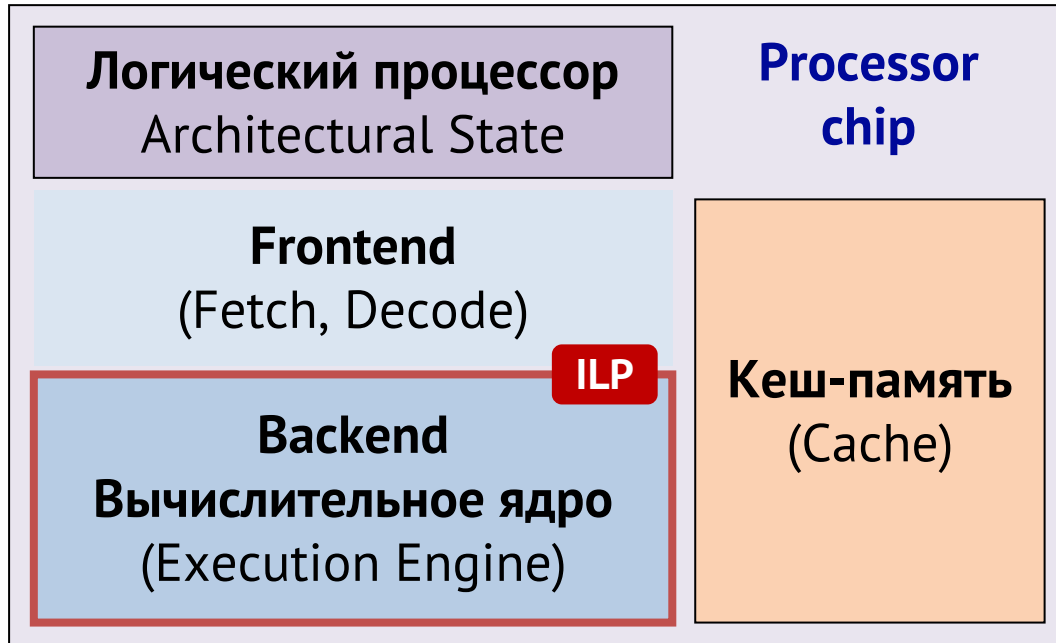 Логический процессор
Architectural State
Processor
chip
Frontend
(Fetch, Decode)
ILP
Backend
Вычислительное ядро
(Execution Engine)
Кеш-память
(Cache)